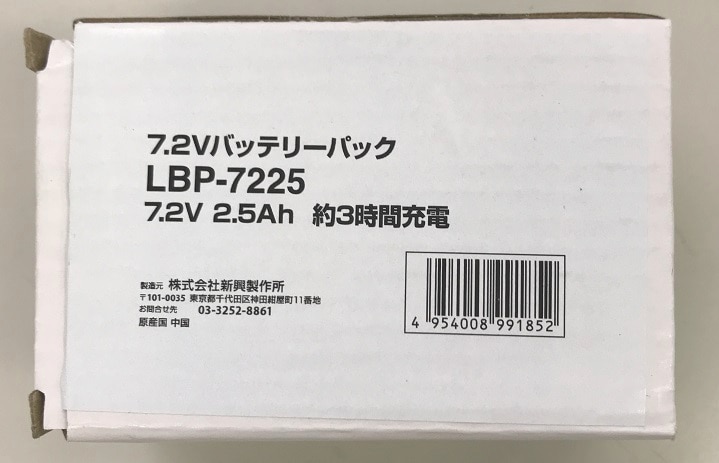 7.2Vバッテリーパック
LBP-7225
7.2V 2.5Ah 約3時間充電
製造元 株式会社新興製作所
〒101-0035 東京都千代田区神田紺屋町11番地
お問合せ先 03-3252-8861
原産国 中国
4 954008 991852